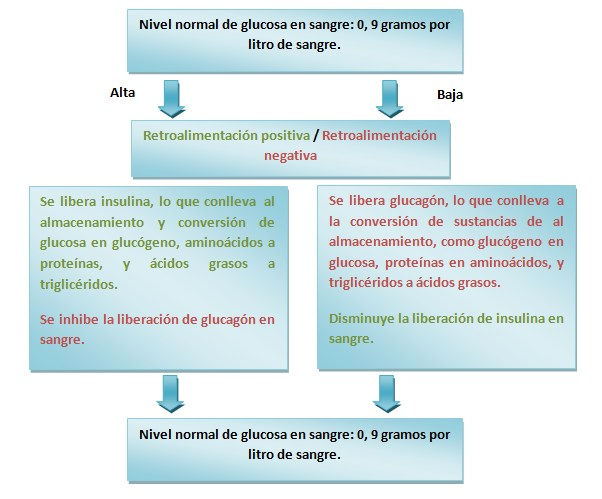 Nivel normal de glucosa en sangre: 0, 9 gramos por
litro de sangre.
Alta
Baja
Retroalimentación positiva / Retroalimentación
negativa
Se libera insulina, lo que conlleva al
almacenamiento y conversión de
glucosa en glucógeno, aminoácidos a
proteínas, y ácidos grasos a
triglicéridos.
Se inhibe la liberación de glucagón en
sangre.
Se libera glucagón, lo que conlleva a
la conversión de sustancias de al
almacenamiento, como glucógeno en
glucosa, proteínas en aminoácidos, y
triglicéridos a ácidos grasos.
Disminuye la liberación de insulina en
sangre.
Nivel normal de glucosa en sangre: 0, 9 gramos por
litro de sangre.